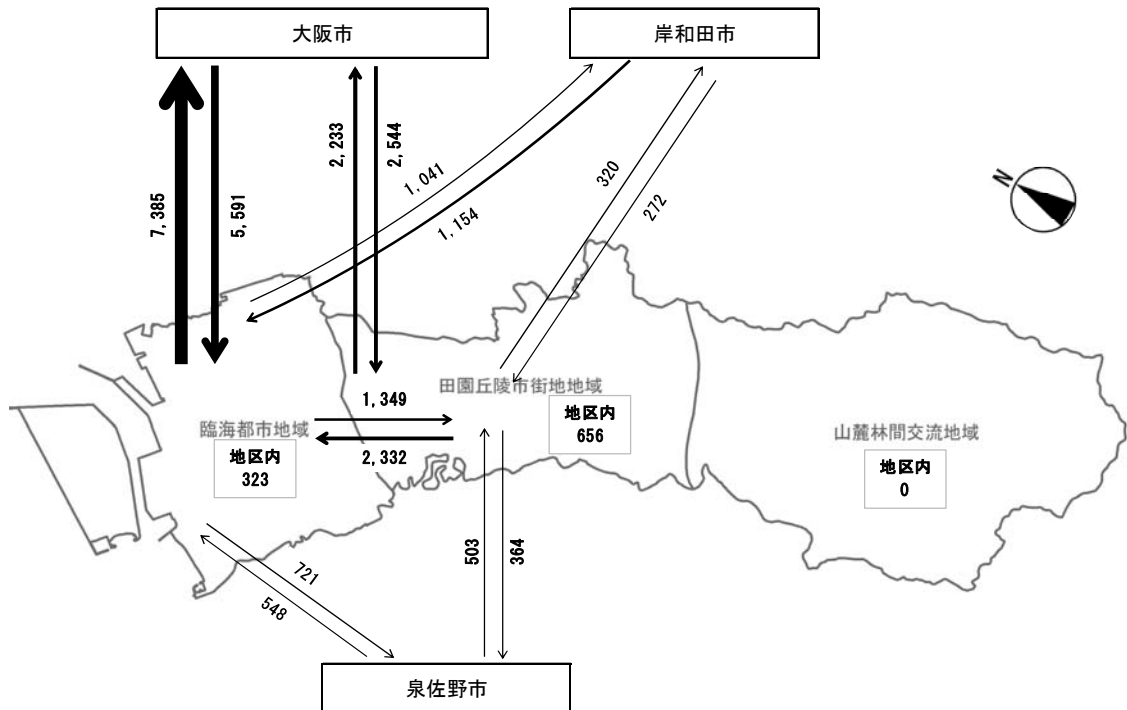 大阪市
岸和田市
7,385
5,591
2,233
2,544
1,041
1,154
320
272
N
臨海都市地域
地区内
323
1,349
2,332
田園丘陵市街地地域
地区内
656
山麓林間交流地域
地区内
0
503
364
721
548
泉佐野市